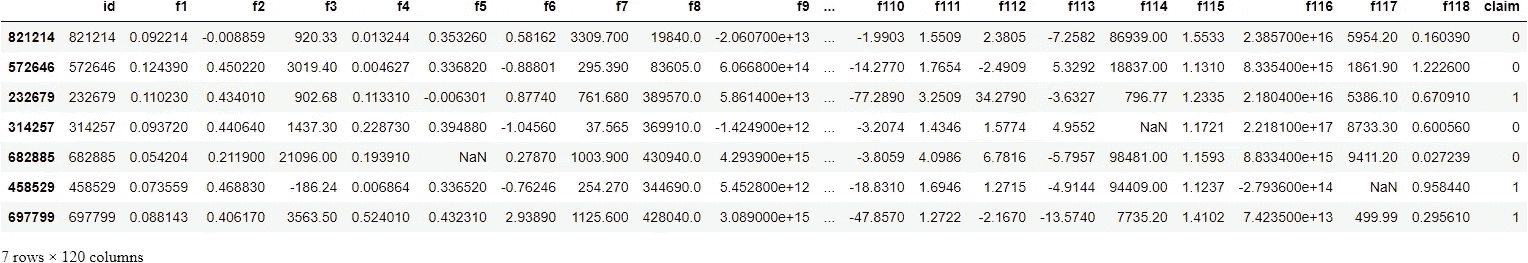 id f1 f2 f3 f4 f5 f6 f7 f8 f9 ... f110 f111 f112 f113 f114 f115 f116 f117 f118 claim
821214 821214 0.092214 -0.008859 920.33 0.013244 0.353260 0.58162 3309.700 19840.0 -2.060700e+13 ... -1.9903 1.5509 2.3805 -7.2582 86939.00 1.5533 2.385700e+16 5954.20 0.160390 0
572646 572646 0.124390 0.450220 3019.40 0.004627 0.336820 -0.88801 295.390 83605.0 6.066800e+14 ... -14.2770 1.7654 -2.4909 5.3292 18837.00 1.1310 8.335400e+15 1861.90 1.222600 0
232679 232679 0.110230 0.434010 902.68 0.113310 -0.006301 0.87740 761.680 389570.0 5.861400e+13 ... -77.2890 3.2509 34.2790 -3.6327 796.77 1.2335 2.180400e+16 5386.10 0.670910 1
314257 314257 0.093720 0.440640 1437.30 0.228730 0.394880 -1.04560 37.565 369910.0 -1.424900e+12 ... -3.2074 1.4346 1.5774 4.9552 NaN 1.1721 2.218100e+17 8733.30 0.600560 0
682885 682885 0.054204 0.211900 21096.00 0.193910 NaN 0.27870 1003.900 430940.0 4.293900e+15 ... -3.8059 4.0986 6.7816 -5.7957 98481.00 1.1593 8.833400e+15 9411.20 0.027239 0
458529 458529 0.073559 0.468830 -186.24 0.006864 0.336520 -0.76246 254.270 344690.0 5.452800e+12 ... -18.8310 1.6946 1.2715 -4.9144 94409.00 1.1237 -2.793600e+14 NaN 0.958440 1
697799 697799 0.088143 0.406170 3563.50 0.524010 0.432310 2.93890 1125.600 428040.0 3.089000e+15 ... -47.8570 1.2722 -2.1670 -13.5740 7735.20 1.4102 7.423500e+13 499.99 0.295610 1
7 rows × 120 columns